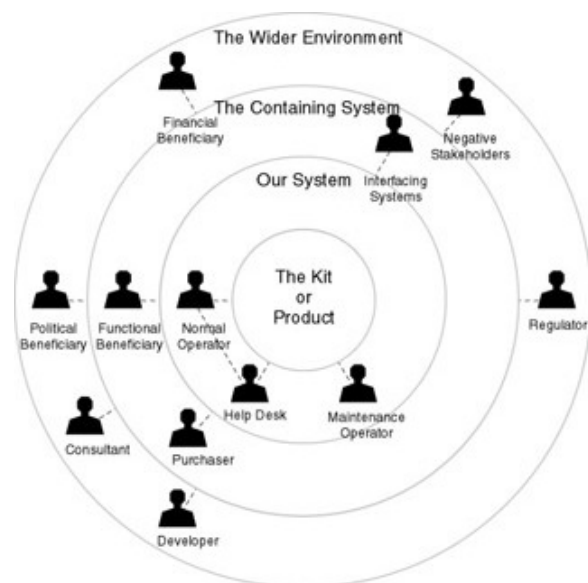 The Wider Environment
The Containing System
Financial
Beneficiary
Negative
Stakeholders
Our System
Interfacing
Systems
The Kit
or
Product
Political
Beneficiary
Functional
Beneficiary
Normal
Operator
Regulator
Help Desk
Maintenance
Operator
Consultant
Purchaser
Developer